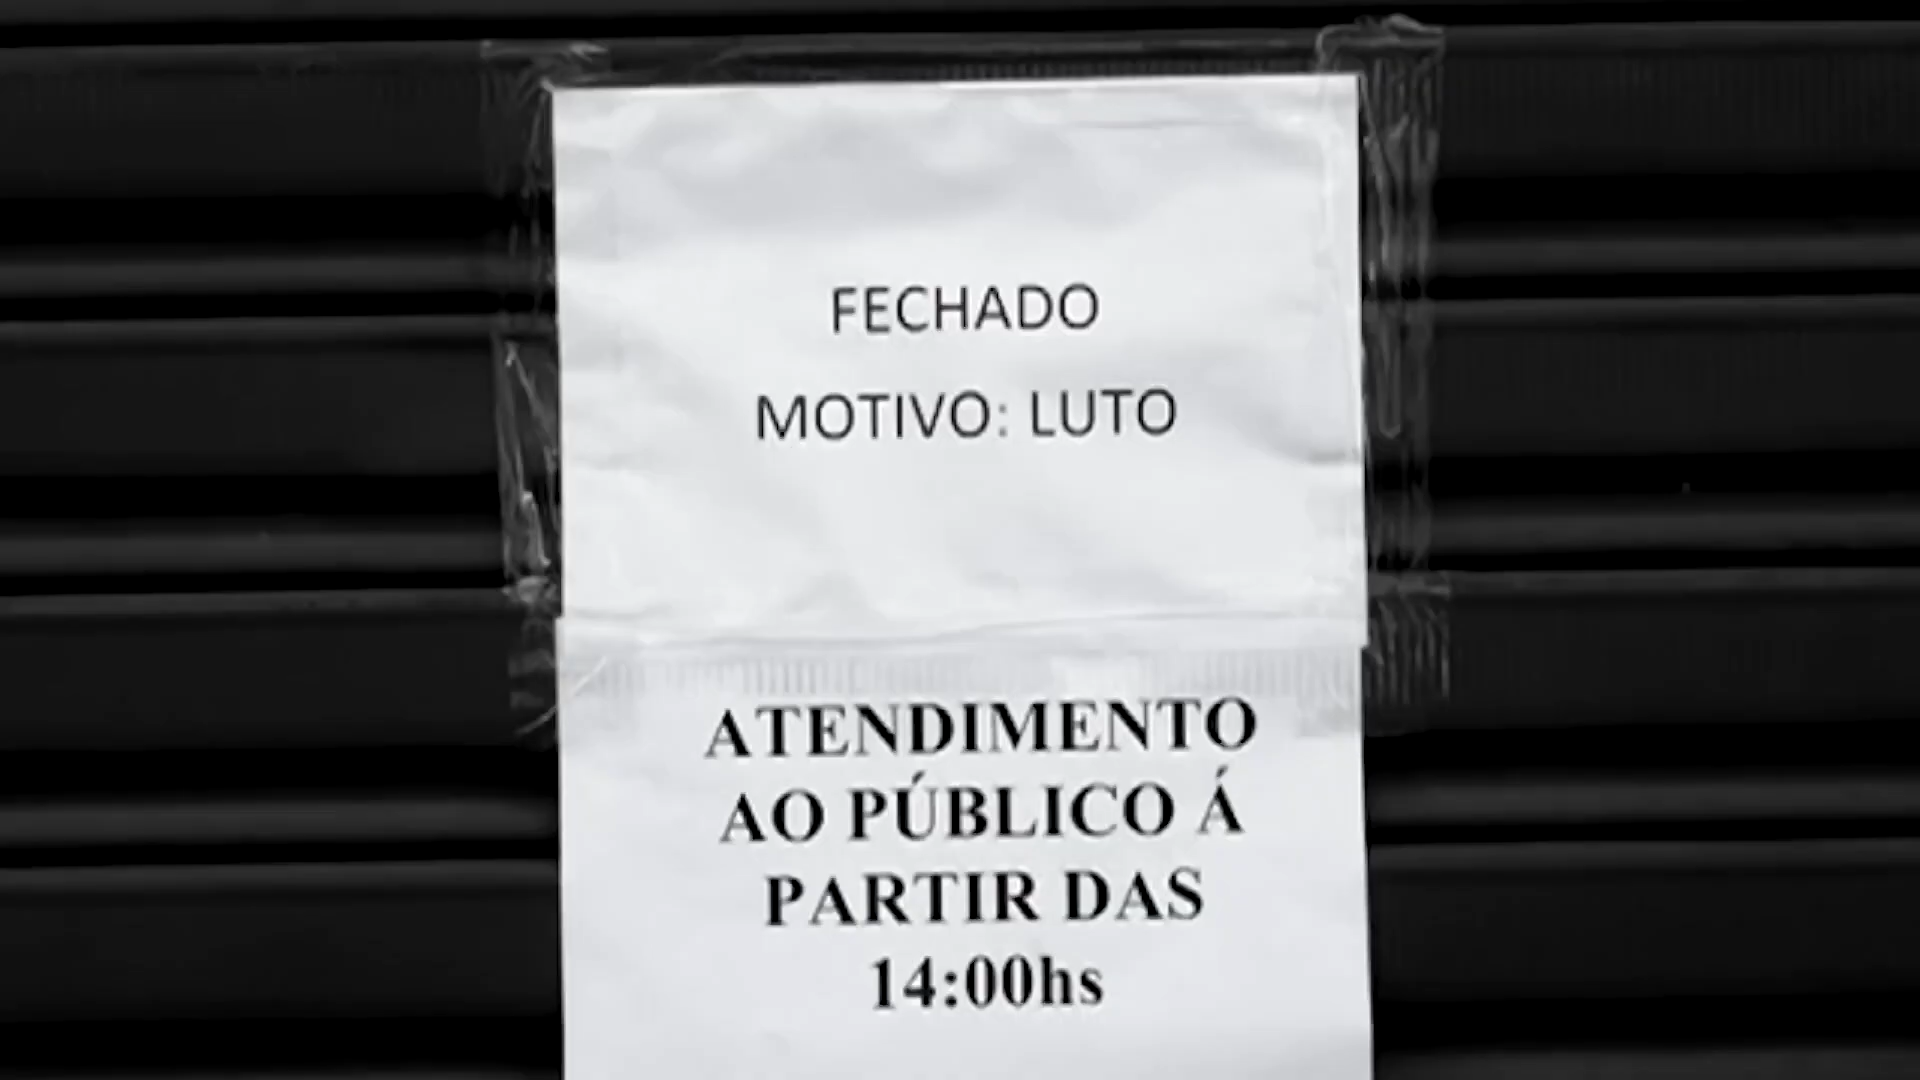 FECHADO
MOTIVO: LUTO
ATENDIMENTO
AO PÚBLICO Á
PARTIR DAS
14:00hs